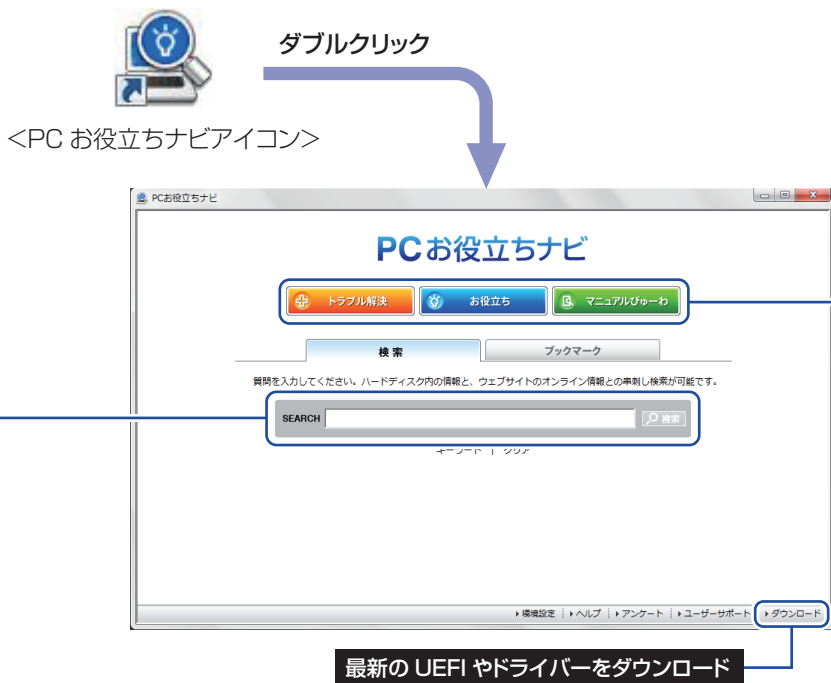 ダブルクリック
＜PC お役立ちナビアイコン＞
PCお役立ちナビ
PCお役立ちナビ
トラブル解決
お役立ち
マニュアルびゅーわ
検 索
ブックマーク
質問を入力してください。ハードディスク内の情報と、ウェブサイトのオンライン情報との串刺し検索が可能です。
SEARCH
検索
キーワード | クリア
環境設定 ヘルプ アンケート ユーザーサポート ダウンロード
最新の UEFI やドライバーをダウンロード